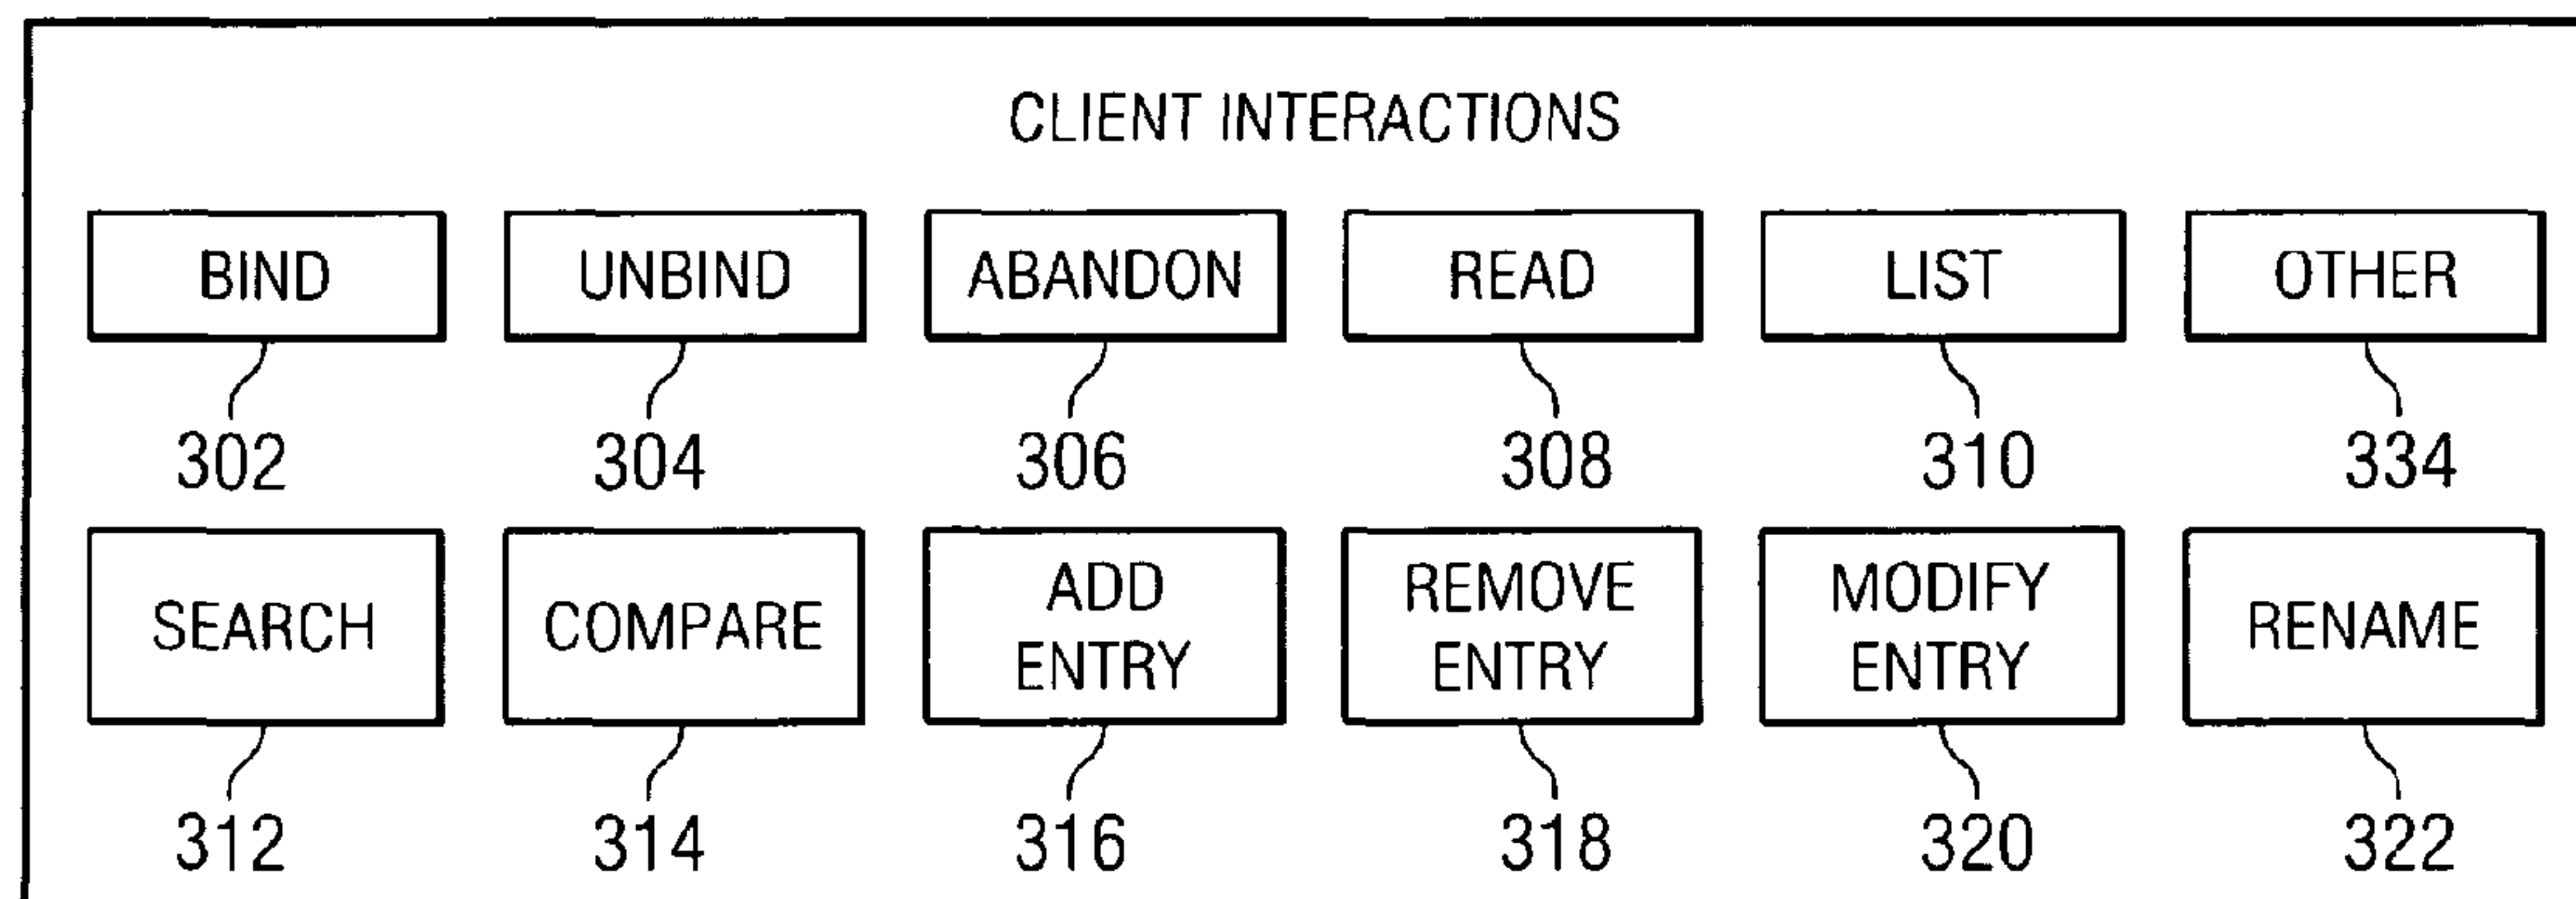 CLIENT INTERACTIONS
BIND UNBIND ABANDON READ LIST OTHER
302 304 306 308 310 334
SEARCH COMPARE ADD ENTRY REMOVE ENTRY MODIFY ENTRY RENAME
312 314 316 318 320 322